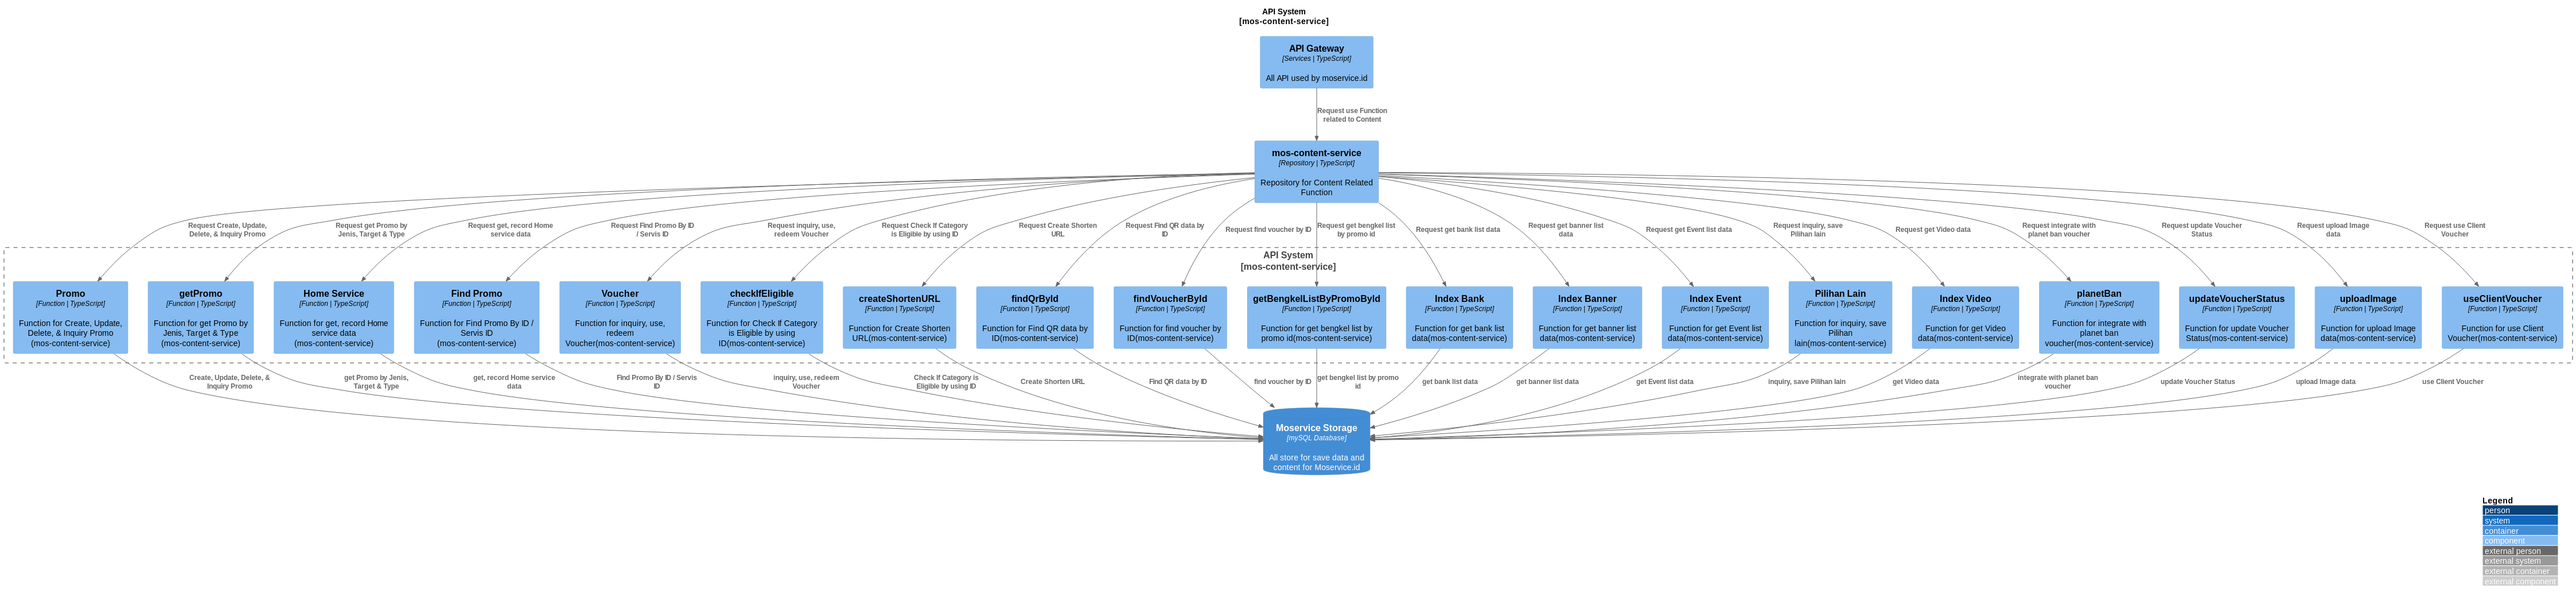 API System
[mos-content-service]
API Gateway
[Services | TypeScript]
All API used by moservice.id
Request use Function
related to Content
mos-content-service
[Repository | TypeScript]
Repository for Content Related
Function
Request Create, Update,
Delete, & Inquiry Promo
Request get Promo by
Jenis, Target & Type
Request get, record Home
service data
Request Find Promo By ID
/ Servis ID
Request inquiry, use,
redeem Voucher
Request Check If Category
is Eligible by using ID
Request Create Shorten
URL
Request Find QR data by
ID
Request find voucher by ID
Request get bengkel list
by promo id
Request get bank list data
Request get banner list
data
Request get Event list data
Request inquiry, save
Pilihan lain
Request get Video data
Request integrate with
planet ban voucher
Request update Voucher
Status
Request upload Image
data
Request use Client
Voucher
API System
[mos-content-service]
Promo
[Function | TypeScript]
Function for Create, Update,
Delete, & Inquiry Promo
(mos-content-service)
getPromo
[Function | TypeScript]
Function for get Promo by
Jenis, Target & Type
(mos-content-service)
Home Service
[Function | TypeScript]
Function for get, record Home
service data
(mos-content-service)
Find Promo
[Function | TypeScript]
Function for Find Promo By ID /
Servis ID
(mos-content-service)
Voucher
[Function | TypeScript]
Function for inquiry, use,
redeem
Voucher(mos-content-service)
checkIfEligible
[Function | TypeScript]
Function for Check If Category
is Eligible by using
ID(mos-content-service)
createShortenURL
[Function | TypeScript]
Function for Create Shorten
URL(mos-content-service)
findQrById
[Function | TypeScript]
Function for Find QR data by
ID(mos-content-service)
findVoucherById
[Function | TypeScript]
Function for find voucher by
ID(mos-content-service)
getBengkelListByPromoById
[Function | TypeScript]
Function for get bengkel list by
promo id(mos-content-service)
Index Bank
[Function | TypeScript]
Function for get bank list
data(mos-content-service)
Index Banner
[Function | TypeScript]
Function for get banner list
data(mos-content-service)
Index Event
[Function | TypeScript]
Function for get Event list
data(mos-content-service)
Pilihan Lain
[Function | TypeScript]
Function for inquiry, save
Pilihan
lain(mos-content-service)
Index Video
[Function | TypeScript]
Function for get Video
data(mos-content-service)
planetBan
[Function | TypeScript]
Function for integrate with
planet ban
voucher(mos-content-service)
updateVoucherStatus
[Function | TypeScript]
Function for update Voucher
Status(mos-content-service)
uploadImage
[Function | TypeScript]
Function for upload Image
data(mos-content-service)
useClientVoucher
[Function | TypeScript]
Function for use Client
Voucher(mos-content-service)
Create, Update, Delete, &
Inquiry Promo
get Promo by Jenis,
Target & Type
get, record Home service
data
Find Promo By ID / Servis
ID
inquiry, use, redeem
Voucher
Check If Category is
Eligible by using ID
Create Shorten URL
Find QR data by ID
find voucher by ID
get bengkel list by promo
id
get bank list data
get banner list data
get Event list data
inquiry, save Pilihan lain
get Video data
integrate with planet ban
voucher
update Voucher Status
upload Image data
use Client Voucher
Moservice Storage
[mySQL Database]
All store for save data and
content for Moservice.id
Legend
person
system
container
component
external person
external system
external container
external component